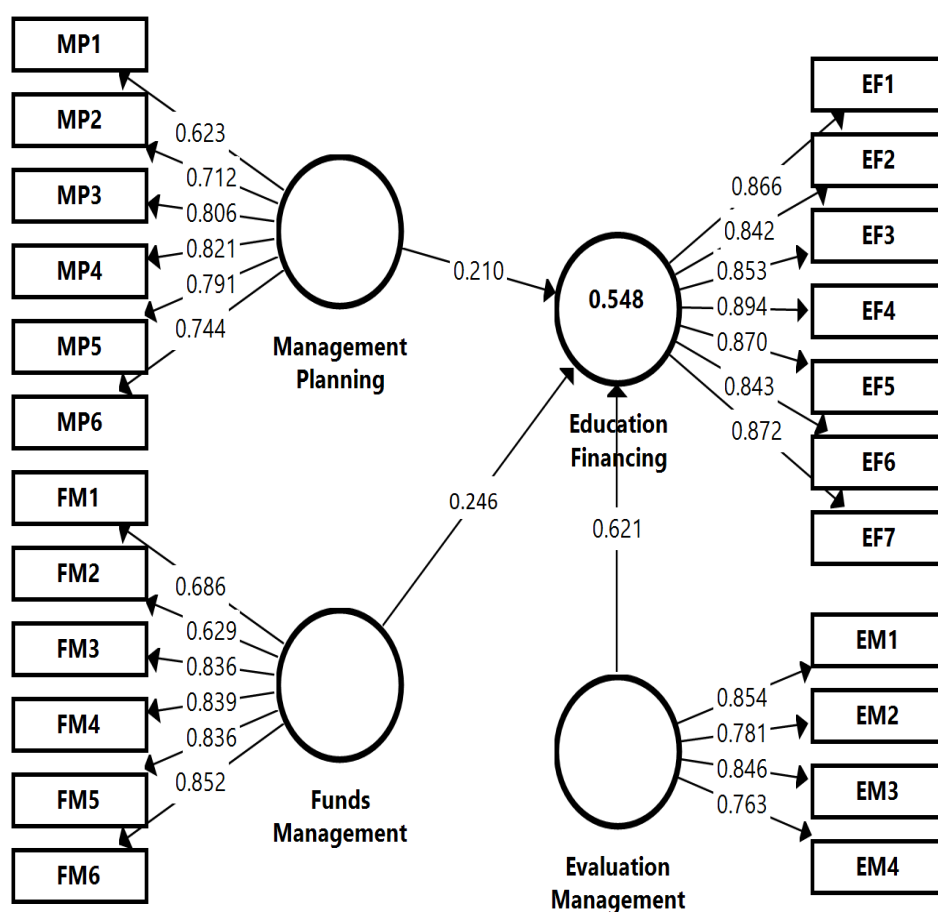 MP1
MP2
MP3
MP4
MP5
MP6
0.623
0.712
0.806
0.821
0.791
0.744
Management
Planning
FM1
FM2
FM3
FM4
FM5
FM6
0.686
0.629
0.836
0.839
0.836
0.852
Funds
Management
0.210
0.246
0.621
0.548
Education
Financing
0.866
0.842
0.853
0.894
0.870
0.843
0.872
EF1
EF2
EF3
EF4
EF5
EF6
EF7
Evaluation
Management
0.854
0.781
0.846
0.763
EM1
EM2
EM3
EM4